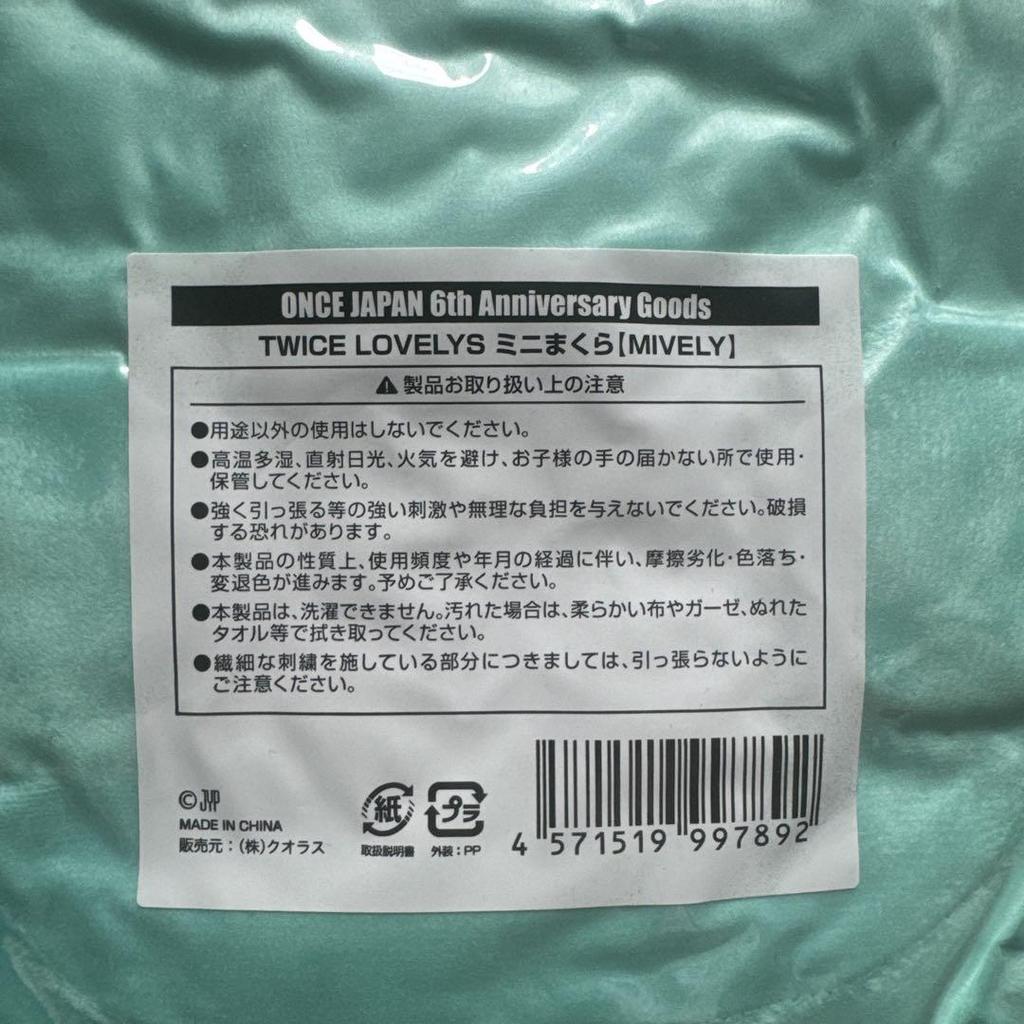 ONCE JAPAN 6th Anniversary Goods
TWICE LOVELYS ミニまくら【MIVELY】
⚠製品お取り扱い上の注意
●用途以外の使用はしないでください。
●高温多湿、直射日光、火気を避け、お子様の手の届かない所で使用・
保管してください。
●強く引っ張る等の強い刺激や無理な負担を与えないでください。破損
する恐れがあります。
●本製品の性質上、使用頻度や年月の経過に伴い、摩擦劣化・色落ち・
変退色が進みます。予めご了承ください。
●本製品は、洗濯できません。汚れた場合は、柔らかい布やガーゼ、ぬれた
タオル等で拭き取ってください。
●繊細な刺繍を施している部分につきましては、引っ張らないように
ご注意ください。
©JYP
MADE IN CHINA
販売元：(株)クオラス
紙
取扱説明書
プラ
外装：PP
4 571519 997892